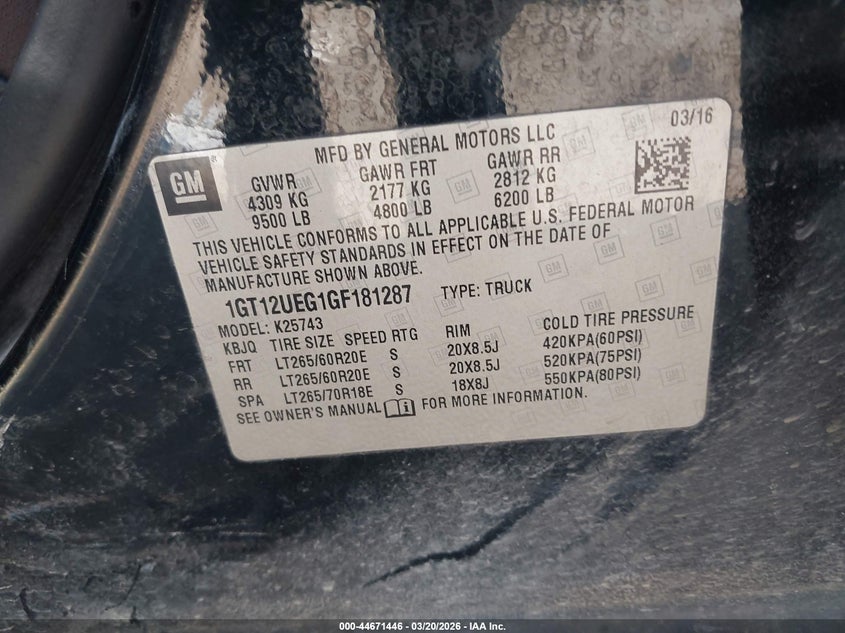 03/16
MFD BY GENERAL MOTORS LLC
GM
GVWR GAWR FRT GAWR RR
4309 KG 2177 KG 2812 KG
9500 LB 4800 LB 6200 LB
THIS VEHICLE CONFORMS TO ALL APPLICABLE U.S. FEDERAL MOTOR
VEHICLE SAFETY STANDARDS IN EFFECT ON THE DATE OF
MANUFACTURE SHOWN ABOVE.
1GT12UEG1GF181287 TYPE: TRUCK
MODEL: K25743
KBJQ TIRE SIZE SPEED RTG RIM COLD TIRE PRESSURE
FRT LT265/60R20E S 20X8.5J 420KPA(60PSI)
RR LT265/60R20E S 20X8.5J 520KPA(75PSI)
SPA LT265/70R18E S 18X8J 550KPA(80PSI)
SEE OWNER'S MANUAL FOR MORE INFORMATION.
000-44671446 - 03/20/2026 - IAA Inc.